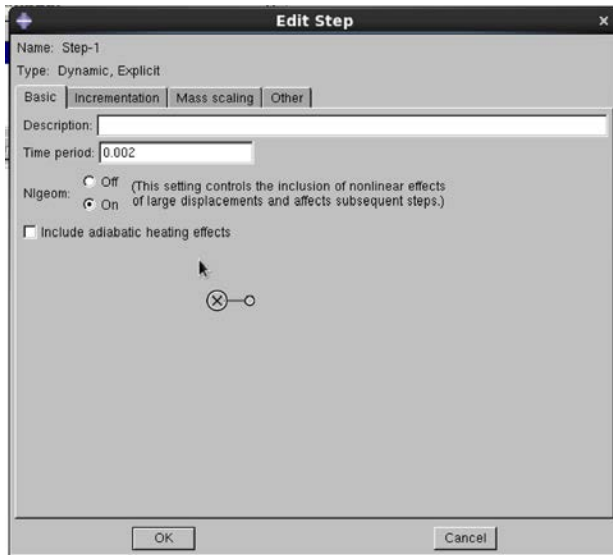 Edit Step
Name: Step-1
Type: Dynamic, Explicit
Basic Incrementation Mass scaling Other
Description:
Time period: 0.002
Nlgeom: Off On (This setting controls the inclusion of nonlinear effects
of large displacements and affects subsequent steps.)
Include adiabatic heating effects
OK Cancel